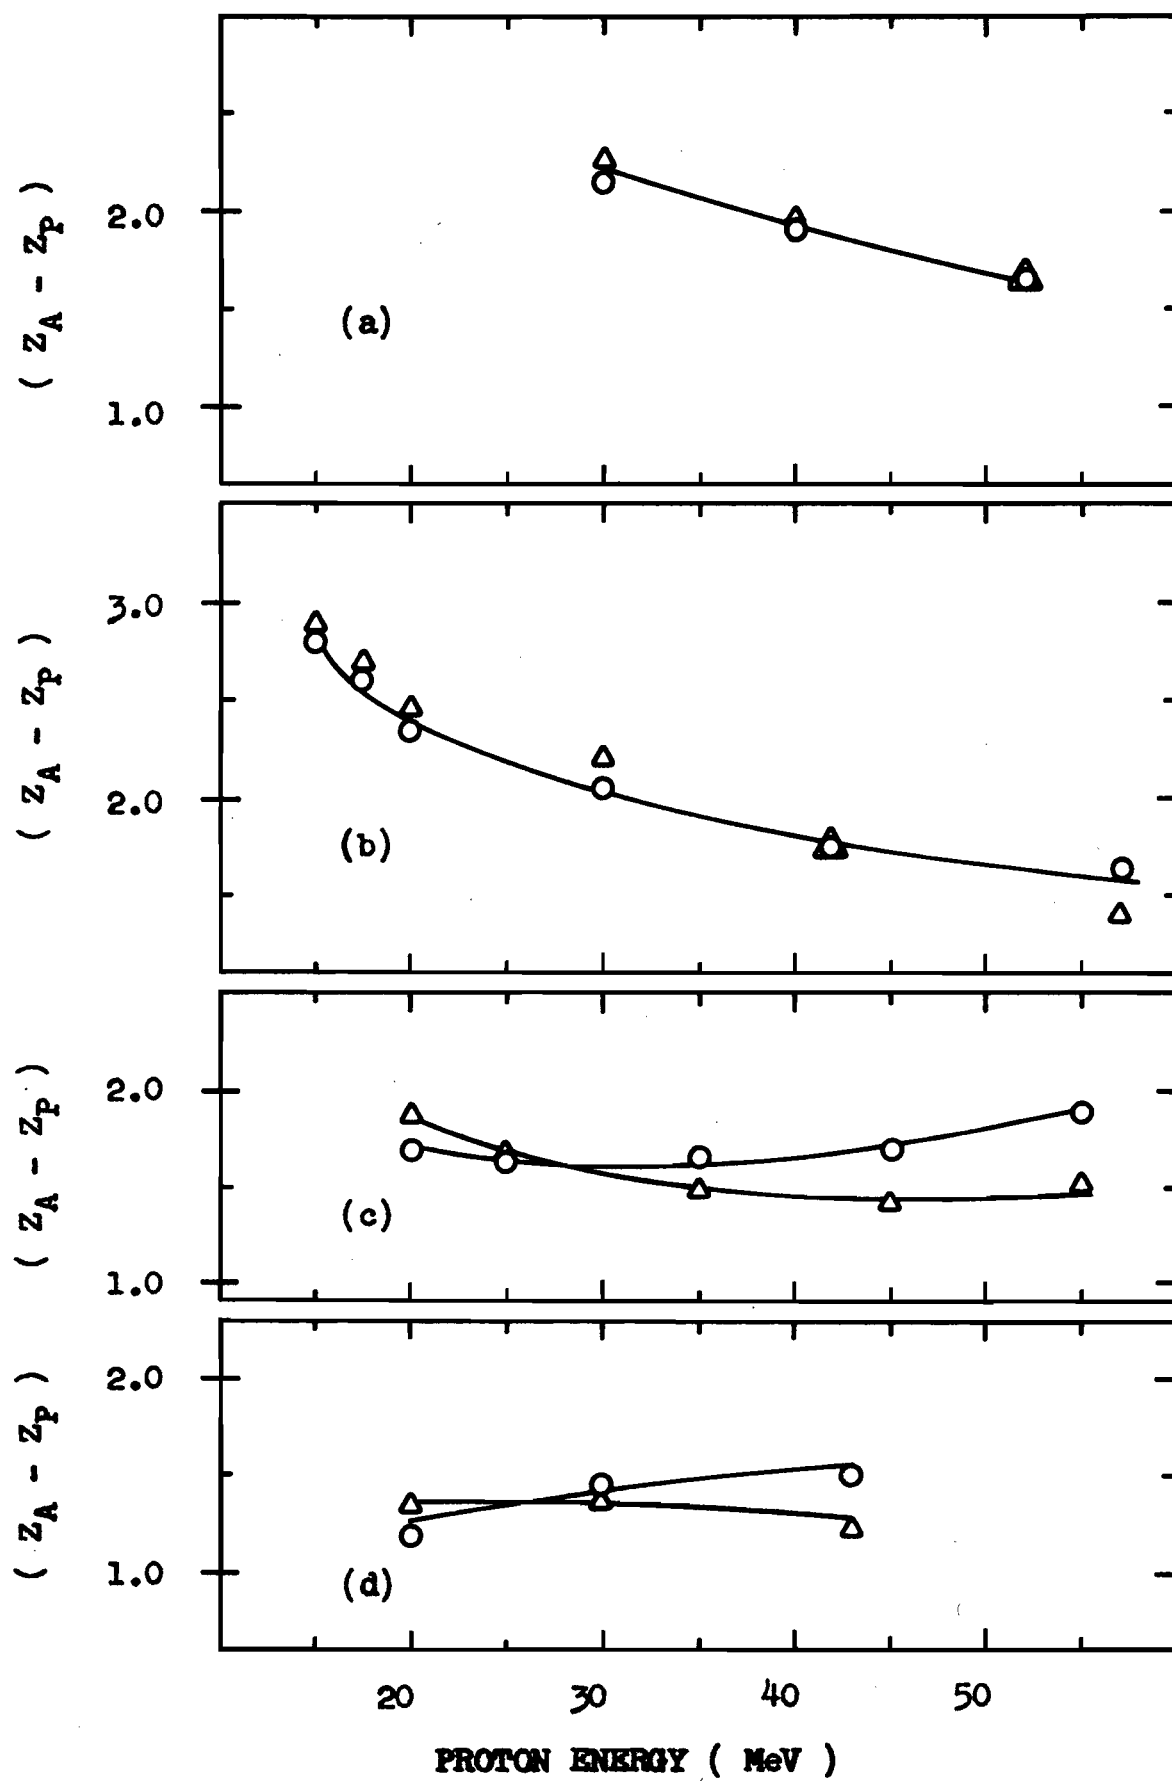 ( Z_A - Z_P )
2.0
1.0
(a)
( Z_A - Z_P )
3.0
2.0
(b)
( Z_A - Z_P )
2.0
1.0
(c)
( Z_A - Z_P )
2.0
1.0
(d)
20 30 40 50
PROTON ENERGY ( MeV )